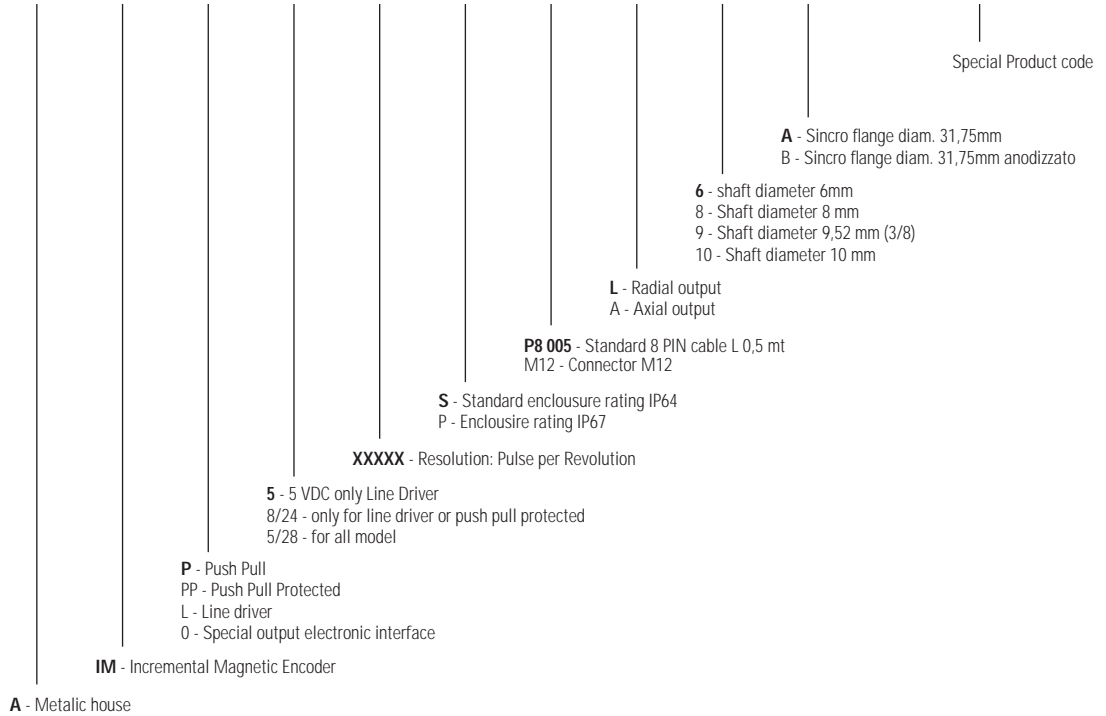 Special Product code
A - Sincro flange diam. 31,75mm
B - Sincro flange diam. 31,75mm anodizzato
6 - shaft diameter 6mm
8 - Shaft diameter 8 mm
9 - Shaft diameter 9,52 mm (3/8)
10 - Shaft diameter 10 mm
L - Radial output
A - Axial output
P8 005 - Standard 8 PIN cable L 0,5 mt
M12 - Connector M12
S - Standard enclousure rating IP64
P - Enclousire rating IP67
XXXXX - Resolution: Pulse per Revolution
5 - 5 VDC only Line Driver
8/24 - only for line driver or push pull protected
5/28 - for all model
P - Push Pull
PP - Push Pull Protected
L - Line driver
0 - Special output electronic interface
IM - Incremental Magnetic Encoder
A - Metalic house